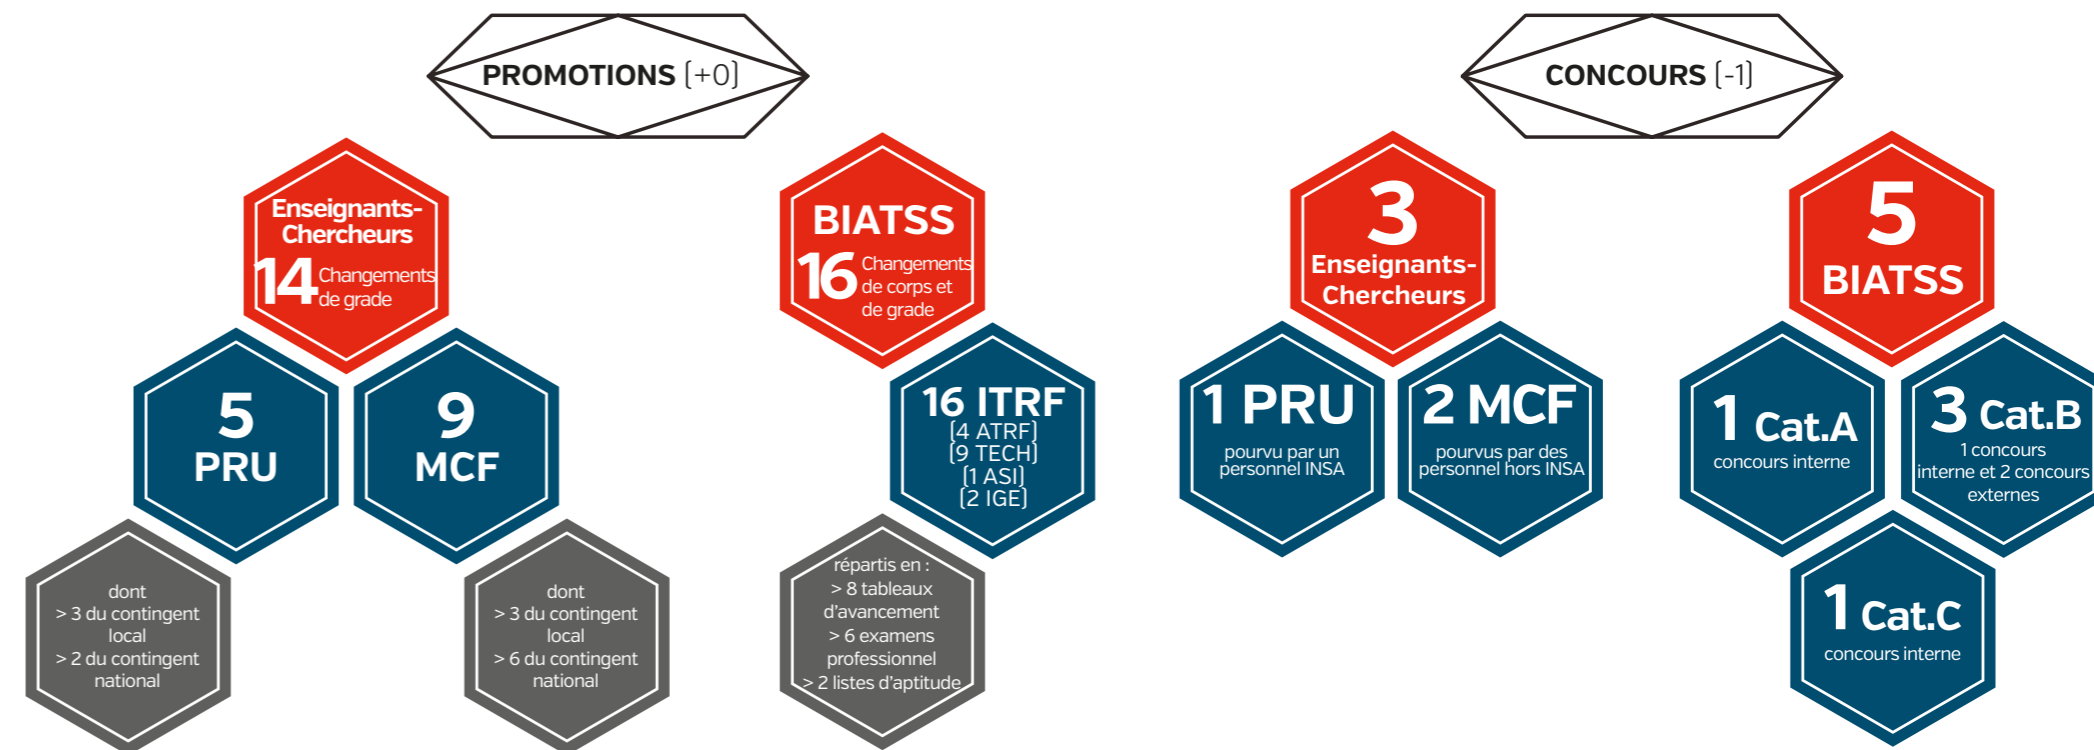 PROMOTIONS (+0)
Enseignants-
Chercheurs
14 Changements
de grade
5
PRU
9
MCF
dont
> 3 du contingent
local
> 2 du contingent
national
dont
> 3 du contingent
local
> 6 du contingent
national
BIATSS
16 Changements
de corps et
de grade
16 ITRF
(4 ATRF)
(9 TECH)
(1 ASI)
(2 IGE)
répartis en :
> 8 tableaux
d'avancement
> 6 examens
professionnel
> 2 listes d'aptitude
CONCOURS (-1)
3
Enseignants-
Chercheurs
1 PRU
pourvu par un
personnel INSA
2 MCF
pourvus par des
personnel hors INSA
5
BIATSS
1 Cat.A
concours interne
3 Cat.B
1 concours
interne et 2 concours
externes
1 Cat.C
concours interne